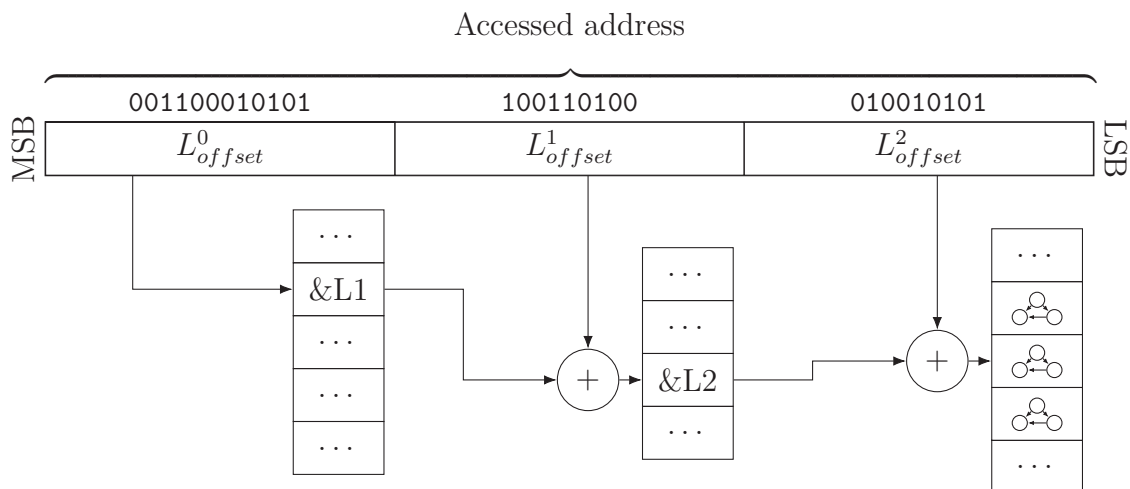 Accessed address
001100010101 100110100 010010101
MSB L^0_{offset} L^1_{offset} L^2_{offset} LSB
...
...
...
&L1
...
...
...
+
+
...
&L2
...
...
...